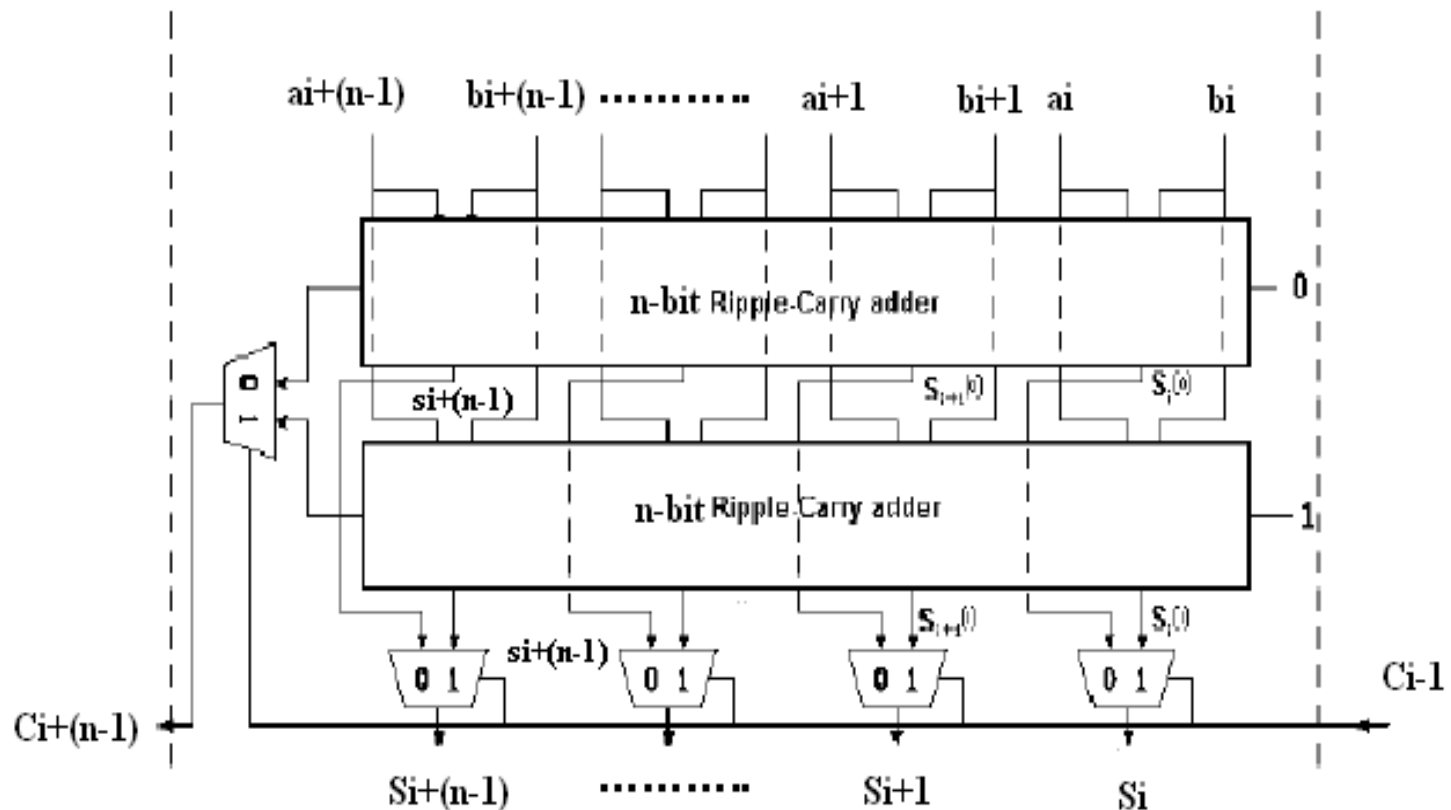 ai+(n-1) bi+(n-1) .......... ai+1 bi+1 ai bi
n-bit Ripple-Carry adder 0
0 1
si+(n-1) Si+1(0) Si(0)
n-bit Ripple-Carry adder 1
Si+1(1) Si(1)
si+(n-1)
0 1 0 1 0 1 0 1
Ci-1
Ci+(n-1)
Si+(n-1) .......... Si+1 Si